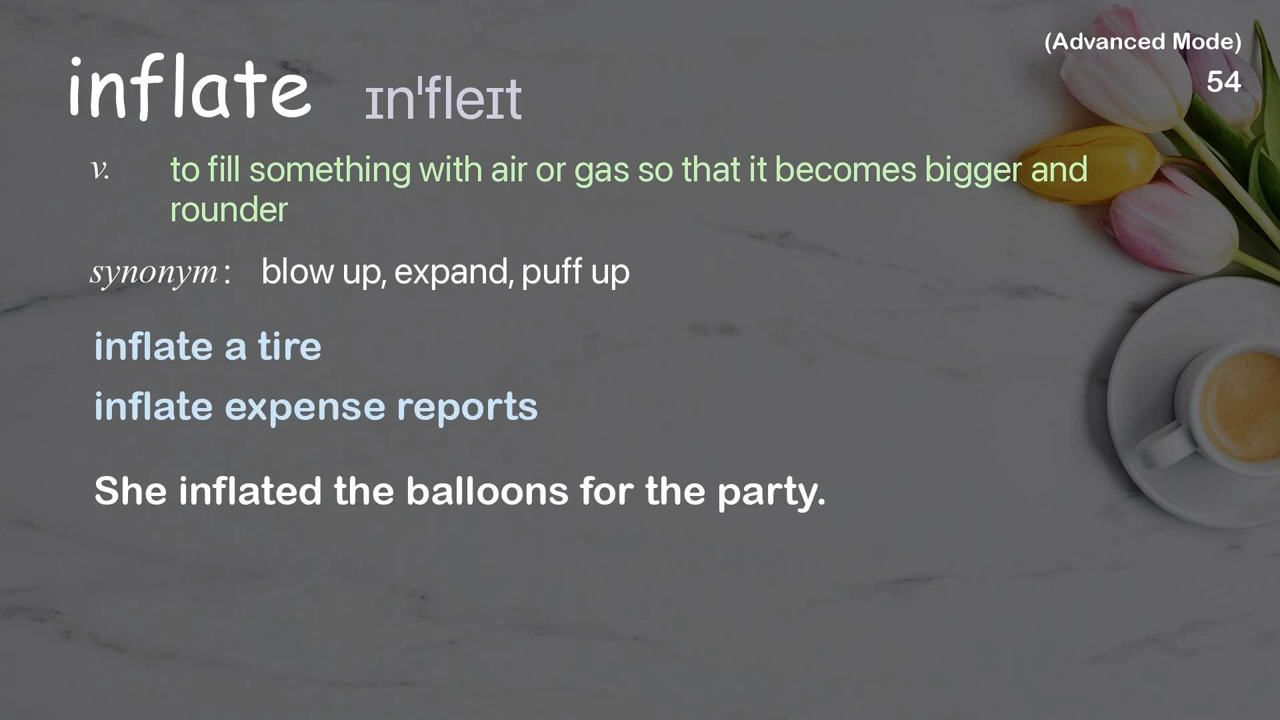 (Advanced Mode)
54
inflate ɪnˈfleɪt
v. to fill something with air or gas so that it becomes bigger and
rounder
synonym: blow up, expand, puff up
inflate a tire
inflate expense reports
She inflated the balloons for the party.